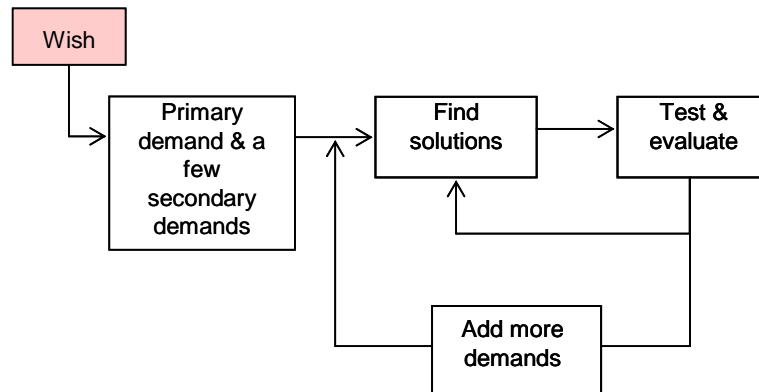 Wish
Primary
demand & a
few
secondary
demands
Find
solutions
Test &
evaluate
Add more
demands